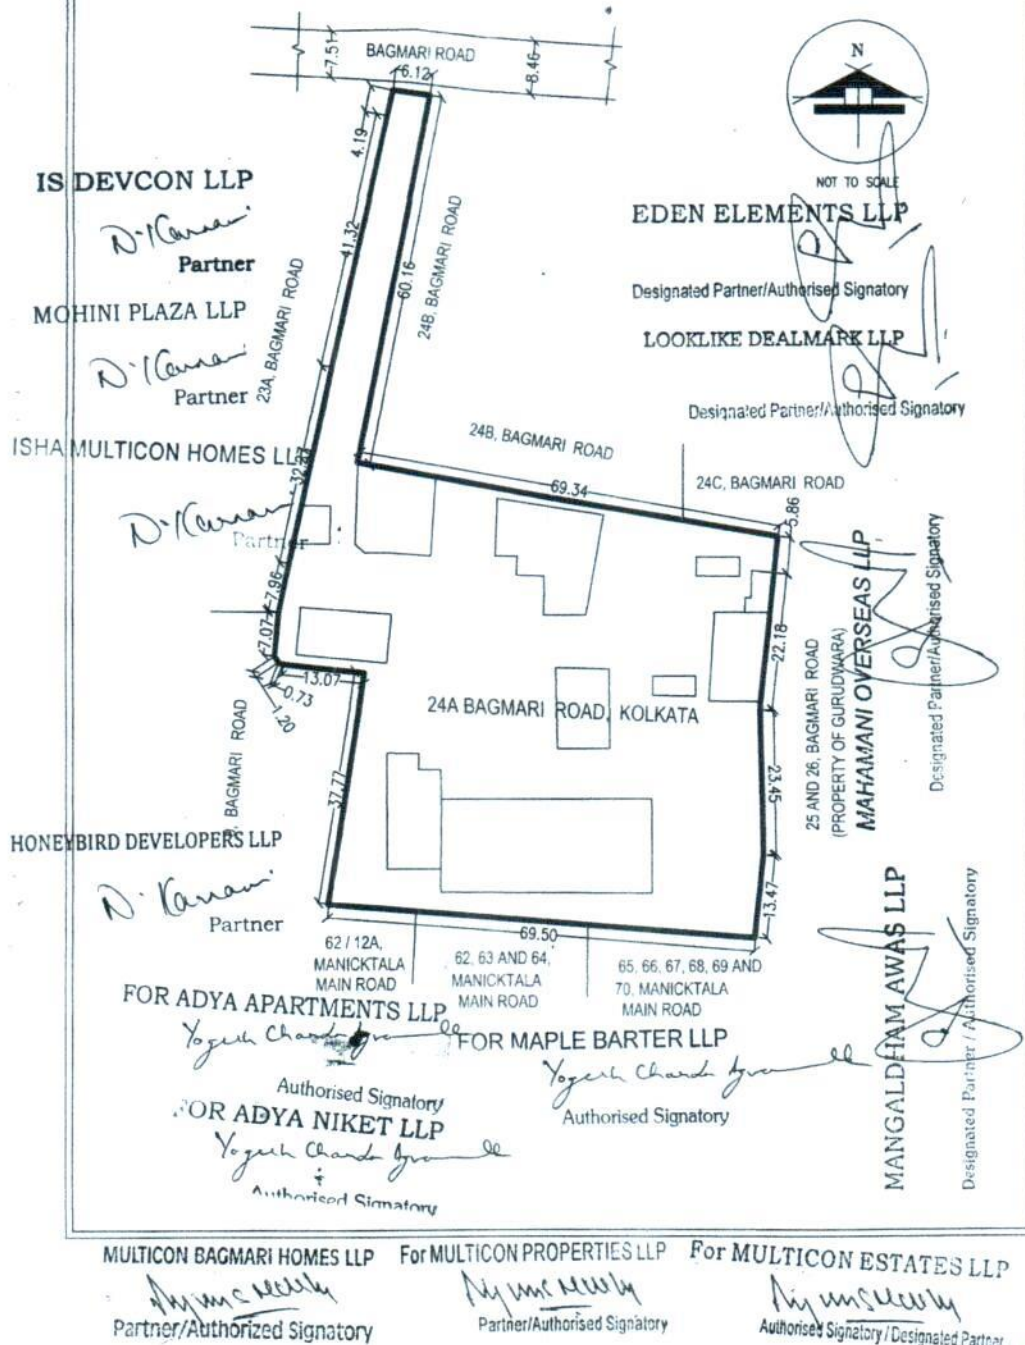 BAGMARI ROAD
7.51
6.12
8.46
N
NOT TO SCALE
4.19
41.32
60.16
24B, BAGMARI ROAD
23A, BAGMARI ROAD
IS DEVCON LLP
Partner
MOHINI PLAZA LLP
Partner
ISHA MULTICON HOMES LLP
Partner
EDEN ELEMENTS LLP
Designated Partner/Authorised Signatory
LOOKLIKE DEALMARK LLP
Designated Partner/Authorised Signatory
24B, BAGMARI ROAD
69.34
24C, BAGMARI ROAD
5.86
7.96
7.07
13.07
0.73
1.20
BAGMARI ROAD
37.77
24A BAGMARI ROAD, KOLKATA
22.18
23.45
13.47
25 AND 26, BAGMARI ROAD
(PROPERTY OF GURUDWARA)
MAHAMANI OVERSEAS LLP
Designated Partner/Authorised Signatory
HONEYBIRD DEVELOPERS LLP
D. Karnani
Partner
69.50
62 / 12A,
MANICKTALA
MAIN ROAD
62, 63 AND 64,
MANICKTALA
MAIN ROAD
65, 66, 67, 68, 69 AND
70, MANICKTALA
MAIN ROAD
FOR ADYA APARTMENTS LLP
Yogesh Chandra Agrawal
Authorised Signatory
FOR MAPLE BARTER LLP
Yogesh Chandra Agrawal
Authorised Signatory
FOR ADYA NIKET LLP
Yogesh Chandra Agrawal
Authorised Signatory
MANGALDHAM AWAS LLP
Designated Partner / Authorised Signatory
MULTICON BAGMARI HOMES LLP
Partner/Authorized Signatory
For MULTICON PROPERTIES LLP
Partner/Authorised Signatory
For MULTICON ESTATES LLP
Authorised Signatory / Designated Partner